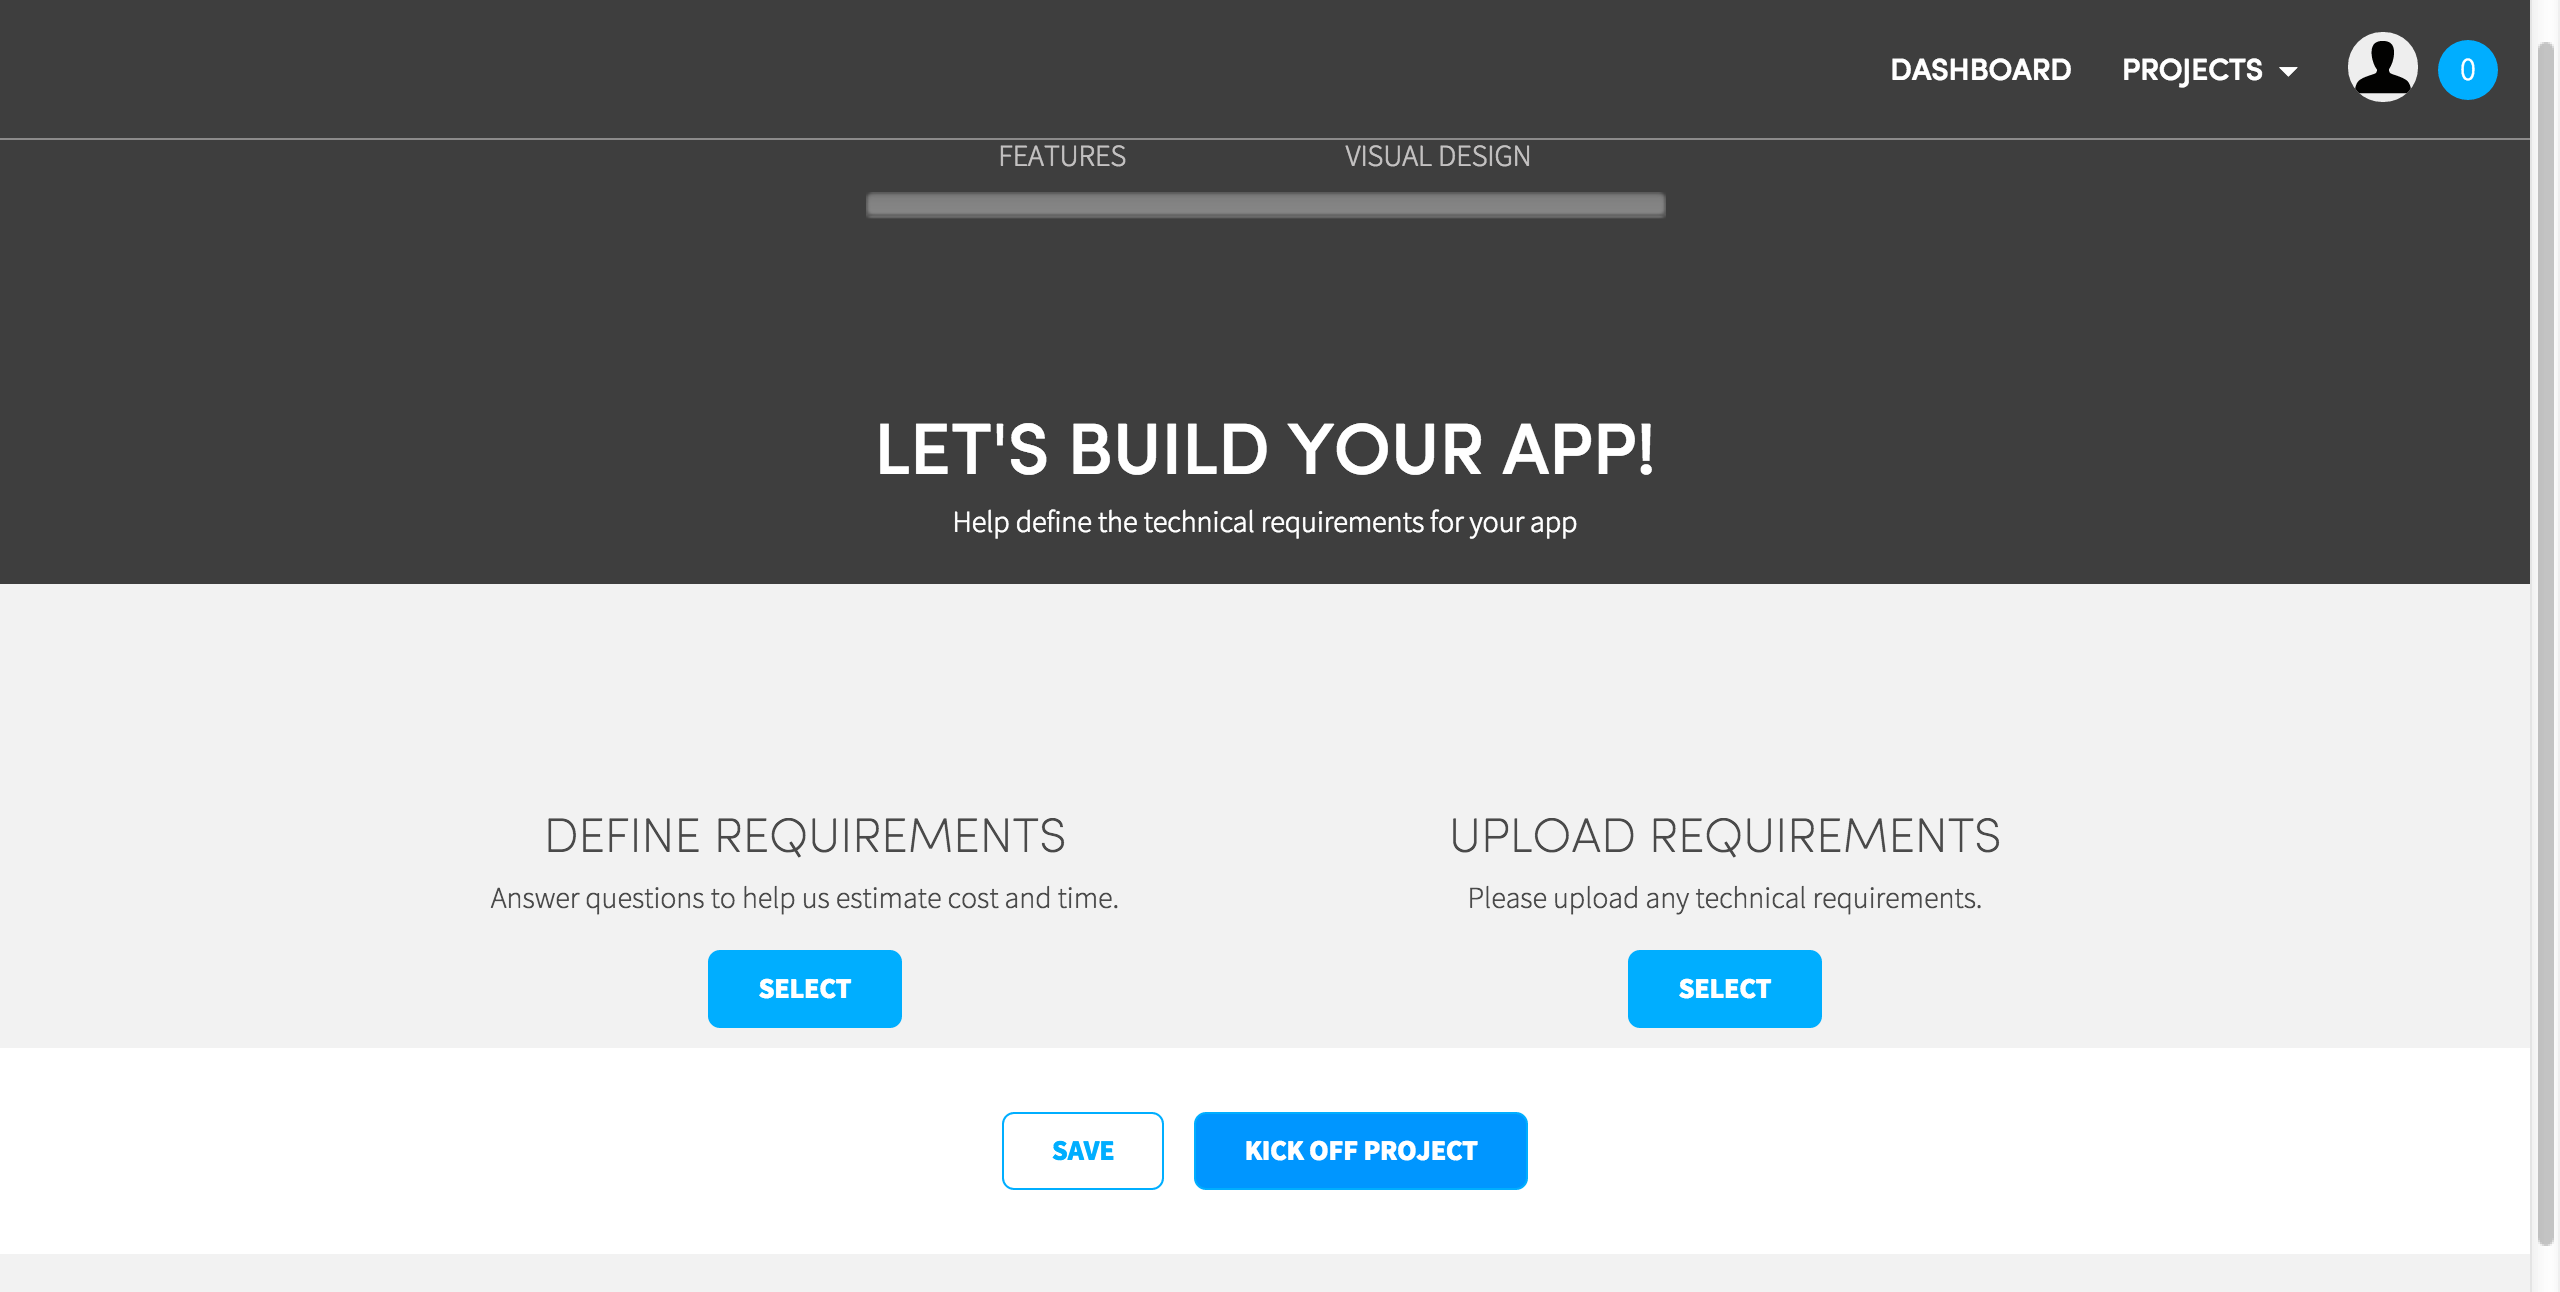 DASHBOARD PROJECTS 0
FEATURES VISUAL DESIGN
LET'S BUILD YOUR APP!
Help define the technical requirements for your app
DEFINE REQUIREMENTS
Answer questions to help us estimate cost and time.
SELECT
UPLOAD REQUIREMENTS
Please upload any technical requirements.
SELECT
SAVE KICK OFF PROJECT